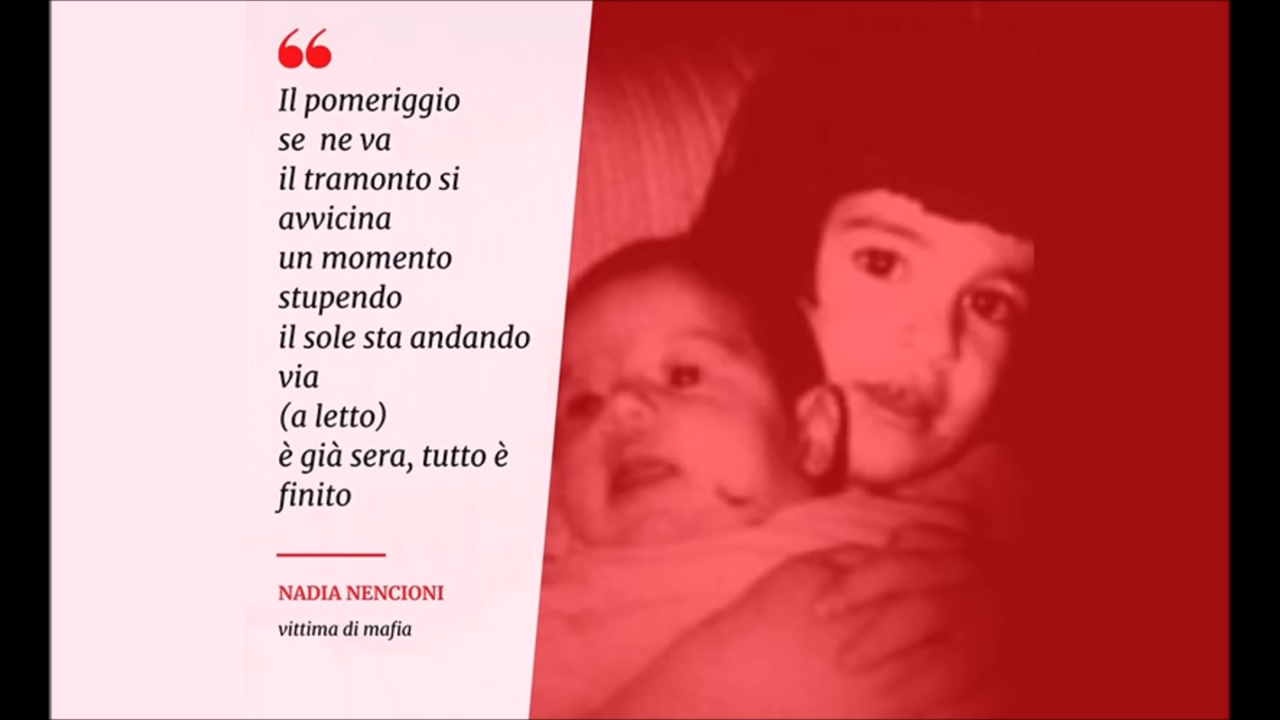 Il pomeriggio
se ne va
il tramonto si
avvicina
un momento
stupendo
il sole sta andando
via
(a letto)
è già sera, tutto è
finito
NADIA NENCIONI
vittima di mafia